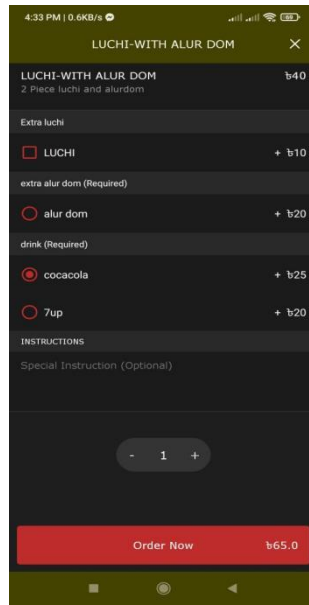 4:33 PM | 0.6KB/s
69
LUCHI-WITH ALUR DOM
LUCHI-WITH ALUR DOM ৳40
2 Piece luchi and alurdom
Extra luchi
LUCHI + ৳10
extra alur dom (Required)
alur dom + ৳20
drink (Required)
cocacola + ৳25
7up + ৳20
INSTRUCTIONS
Special Instruction (Optional)
- 1 +
Order Now ৳65.0